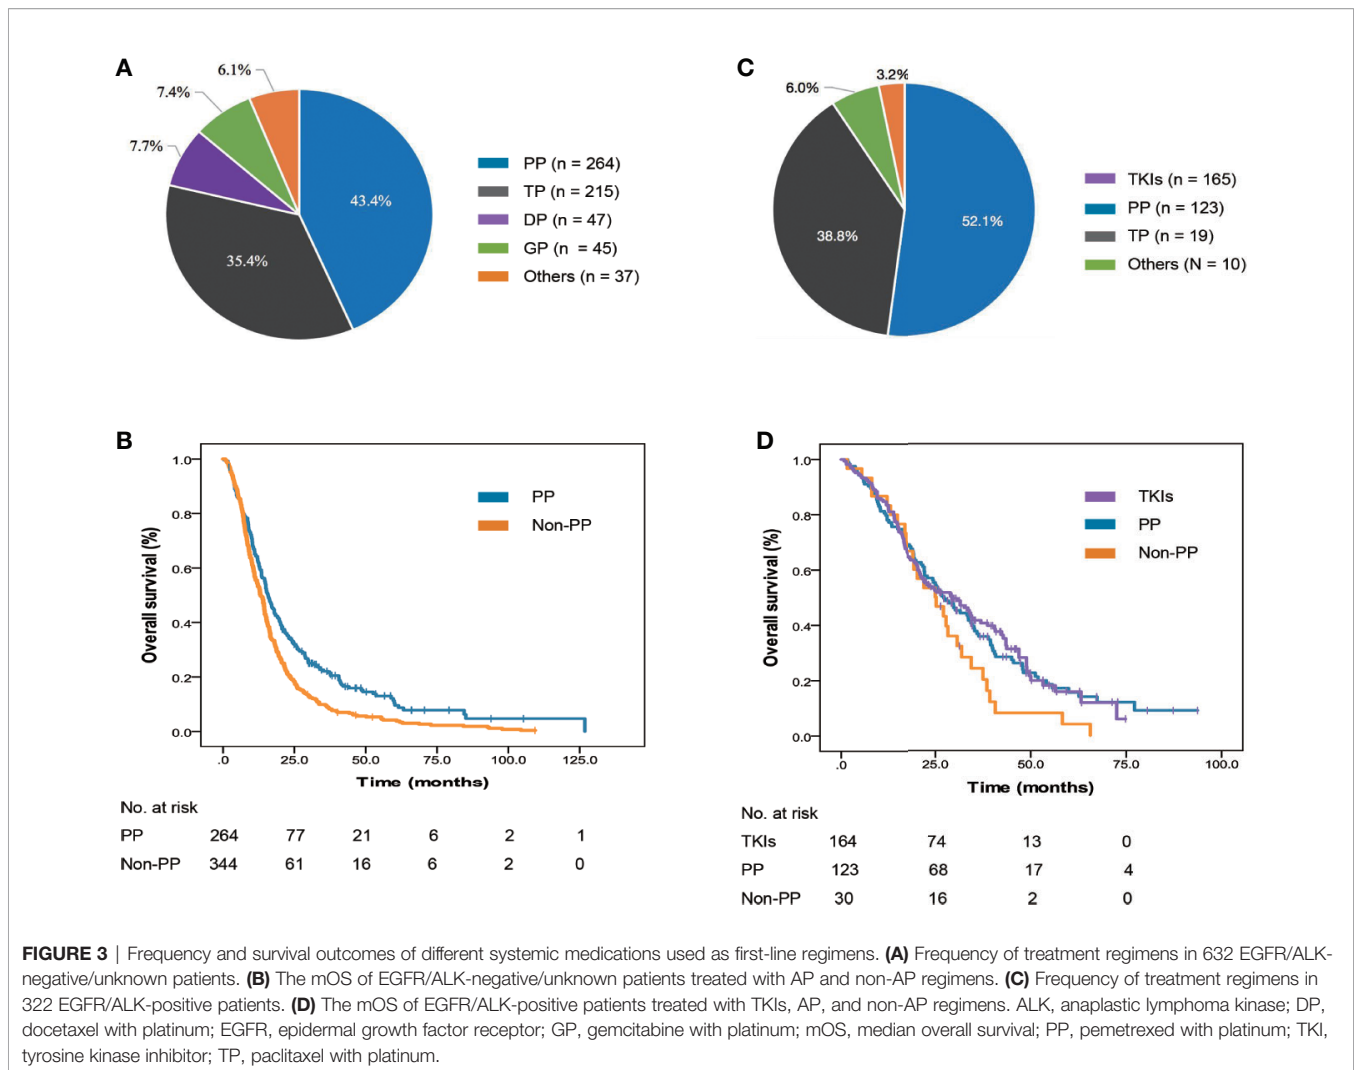 A
6.1%
7.4%
7.7%
43.4%
35.4%
PP (n = 264)
TP (n = 215)
DP (n = 47)
GP (n = 45)
Others (n = 37)
C
3.2%
6.0%
52.1%
38.8%
TKIs (n = 165)
PP (n = 123)
TP (n = 19)
Others (N = 10)
B
Overall survival (%)
1.0
0.8
0.6
0.4
0.2
0.0
PP
Non-PP
.0 25.0 50.0 75.0 100.0 125.0
Time (months)
No. at risk
PP 264 77 21 6 2 1
Non-PP 344 61 16 6 2 0
D
Overall survival (%)
1.0
0.8
0.6
0.4
0.2
0.0
TKIs
PP
Non-PP
.0 25.0 50.0 75.0 100.0
Time (months)
No. at risk
TKIs 164 74 13 0
PP 123 68 17 4
Non-PP 30 16 2 0
FIGURE 3 | Frequency and survival outcomes of different systemic medications used as first-line regimens. (A) Frequency of treatment regimens in 632 EGFR/ALK-
negative/unknown patients. (B) The mOS of EGFR/ALK-negative/unknown patients treated with AP and non-AP regimens. (C) Frequency of treatment regimens in
322 EGFR/ALK-positive patients. (D) The mOS of EGFR/ALK-positive patients treated with TKIs, AP, and non-AP regimens. ALK, anaplastic lymphoma kinase; DP,
docetaxel with platinum; EGFR, epidermal growth factor receptor; GP, gemcitabine with platinum; mOS, median overall survival; PP, pemetrexed with platinum; TKI,
tyrosine kinase inhibitor; TP, paclitaxel with platinum.